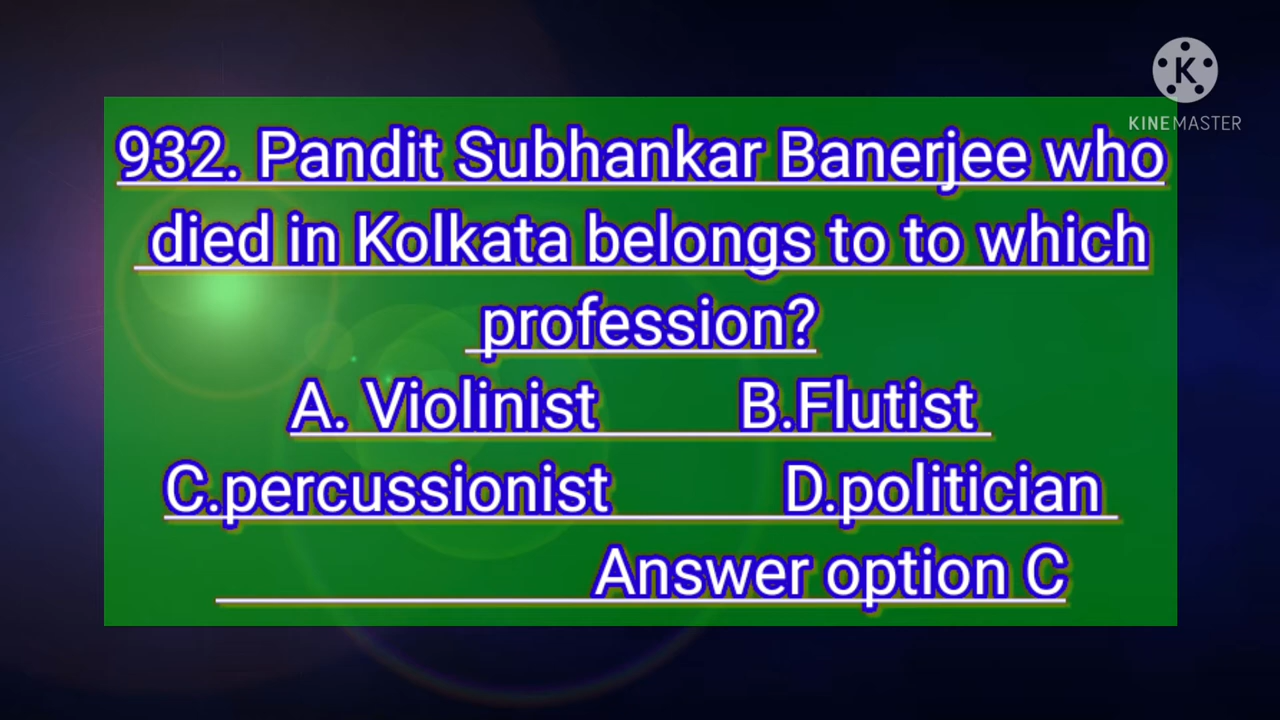 KINEMASTER
932. Pandit Subhankar Banerjee who
died in Kolkata belongs to to which
profession?
A. Violinist B.Flutist
C.percussionist D.politician
Answer option C